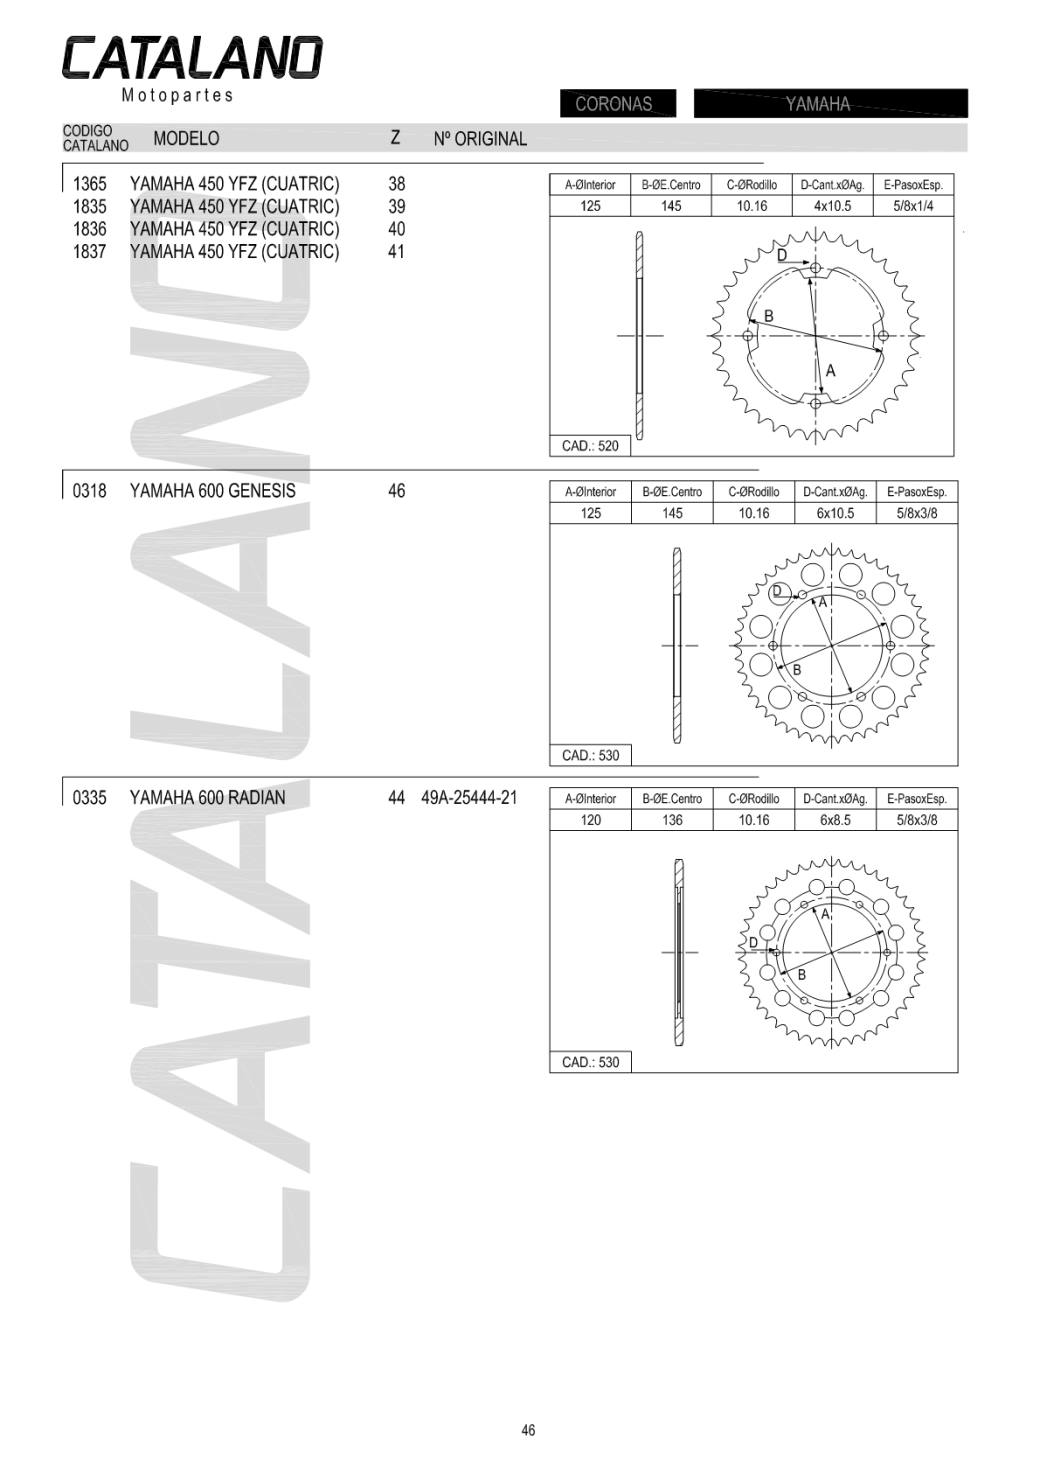 CATALANO
Motopartes
CORONAS YAMAHA
CODIGO CATALANO MODELO Z Nº ORIGINAL
1365 YAMAHA 450 YFZ (CUATRIC) 38
1835 YAMAHA 450 YFZ (CUATRIC) 39
1836 YAMAHA 450 YFZ (CUATRIC) 40
1837 YAMAHA 450 YFZ (CUATRIC) 41
A-ØInterior B-ØE.Centro C-ØRodillo D-Cant.xØAg. E-PasoxEsp.
125 145 10.16 4x10.5 5/8x1/4
D
B
A
CAD.: 520
0318 YAMAHA 600 GENESIS 46
A-ØInterior B-ØE.Centro C-ØRodillo D-Cant.xØAg. E-PasoxEsp.
125 145 10.16 6x10.5 5/8x3/8
D
A
B
CAD.: 530
0335 YAMAHA 600 RADIAN 44 49A-25444-21
A-ØInterior B-ØE.Centro C-ØRodillo D-Cant.xØAg. E-PasoxEsp.
120 136 10.16 6x8.5 5/8x3/8
A
D
B
CAD.: 530
CATALANO
46